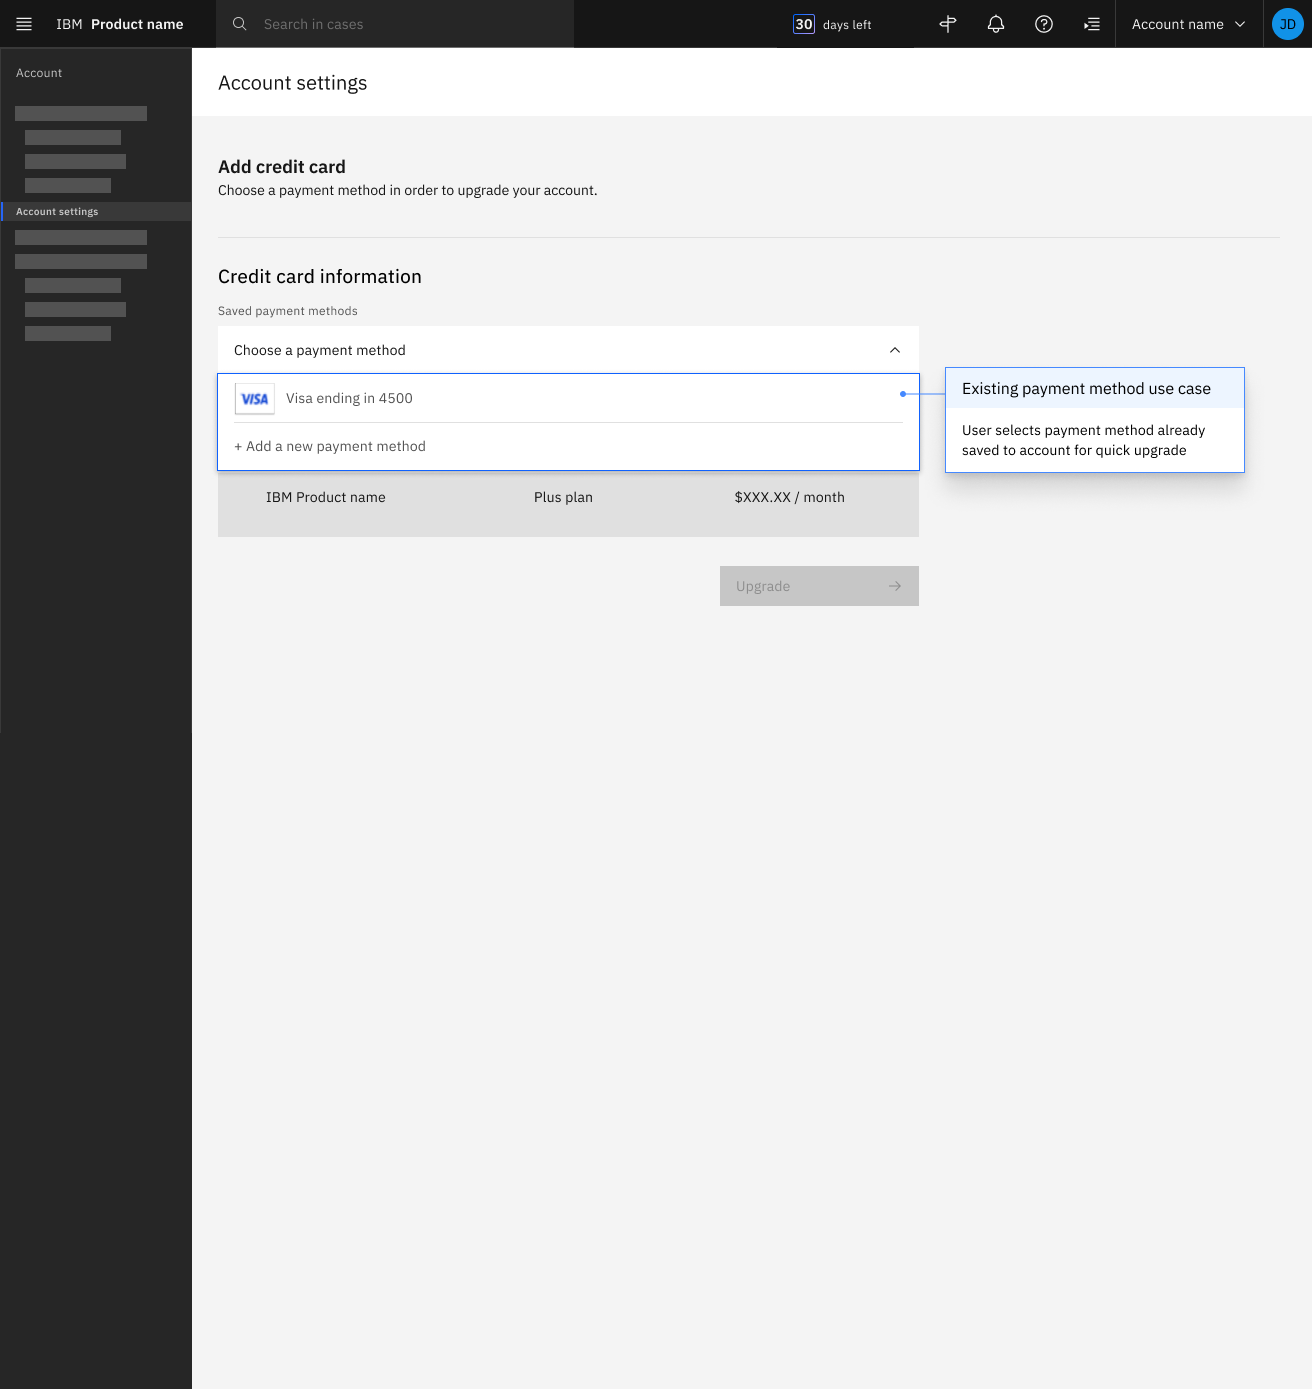 IBM Product name
Search in cases
30 days left
Account name
JD
Account
Account settings
Account settings
Add credit card
Choose a payment method in order to upgrade your account.
Credit card information
Saved payment methods
Choose a payment method
VISA Visa ending in 4500
+ Add a new payment method
Existing payment method use case
User selects payment method already
saved to account for quick upgrade
IBM Product name Plus plan $XXX.XX / month
Upgrade